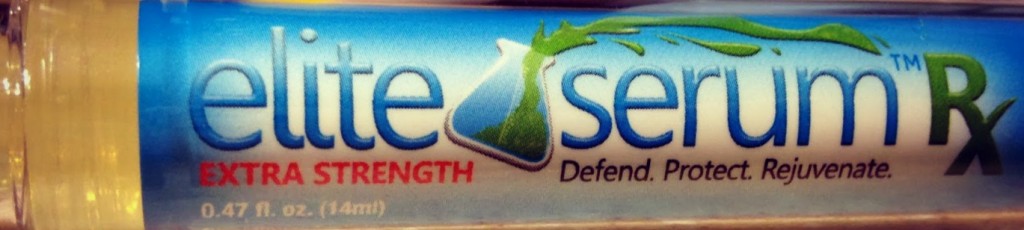 elite serum™ Rx
EXTRA STRENGTH Defend. Protect. Rejuvenate.
0.47 fl. oz. (14ml)